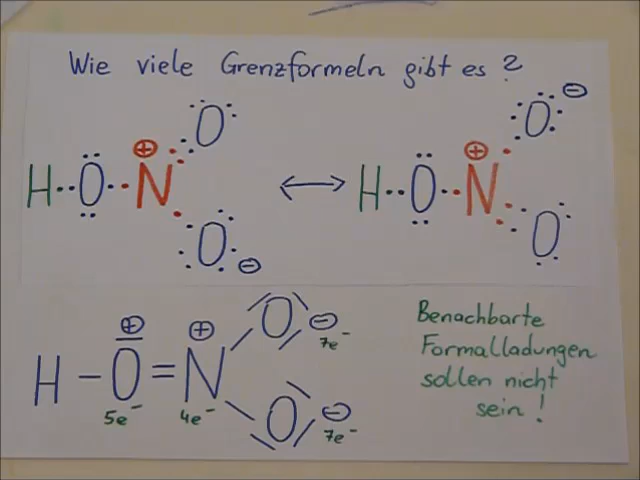 Wie viele Grenzformeln gibt es?
⊖
O
⊕
⊕
O
H O N ⟷ H O N
O ⊖
O
⊕ ⊕ O ⊖
7e⁻
H – O = N
5e⁻ 4e⁻
O ⊖
7e⁻
Benachbarte
Formalladungen
sollen nicht
sein!